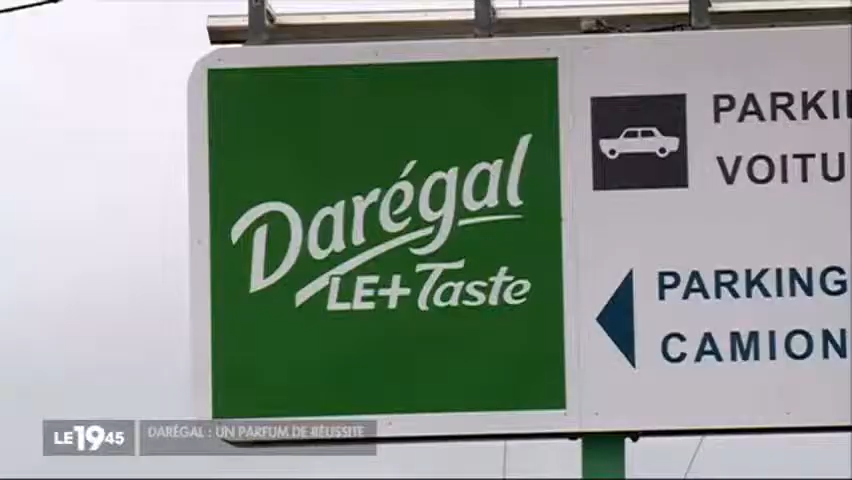 Darégal
LE+ Taste
PARKI
VOITU
PARKING
CAMION
LE 19 45
DARÉGAL : UN PARFUM DE RÉUSSITE